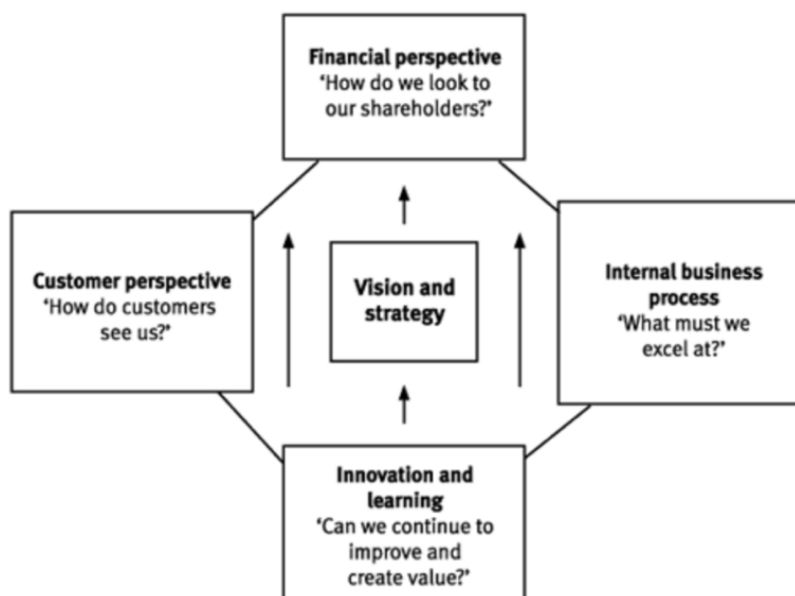 Financial perspective
‘How do we look to
our shareholders?’
Customer perspective
‘How do customers
see us?’
Vision and
strategy
Internal business
process
‘What must we
excel at?’
Innovation and
learning
‘Can we continue to
improve and
create value?’